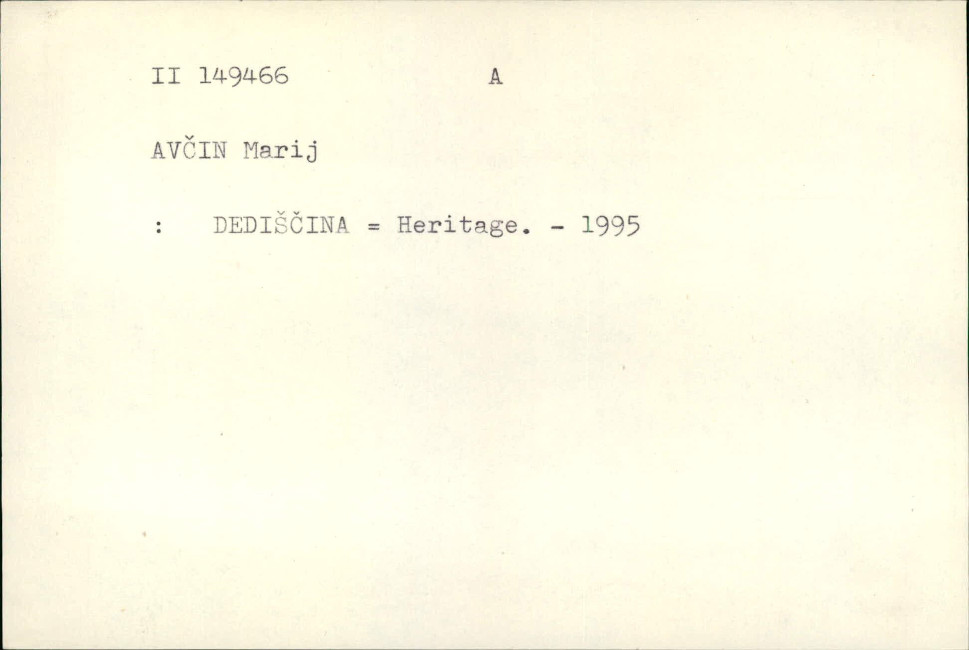 II 149466 A
AVČIN Marij
: DEDIŠČINA = Heritage. - 1995